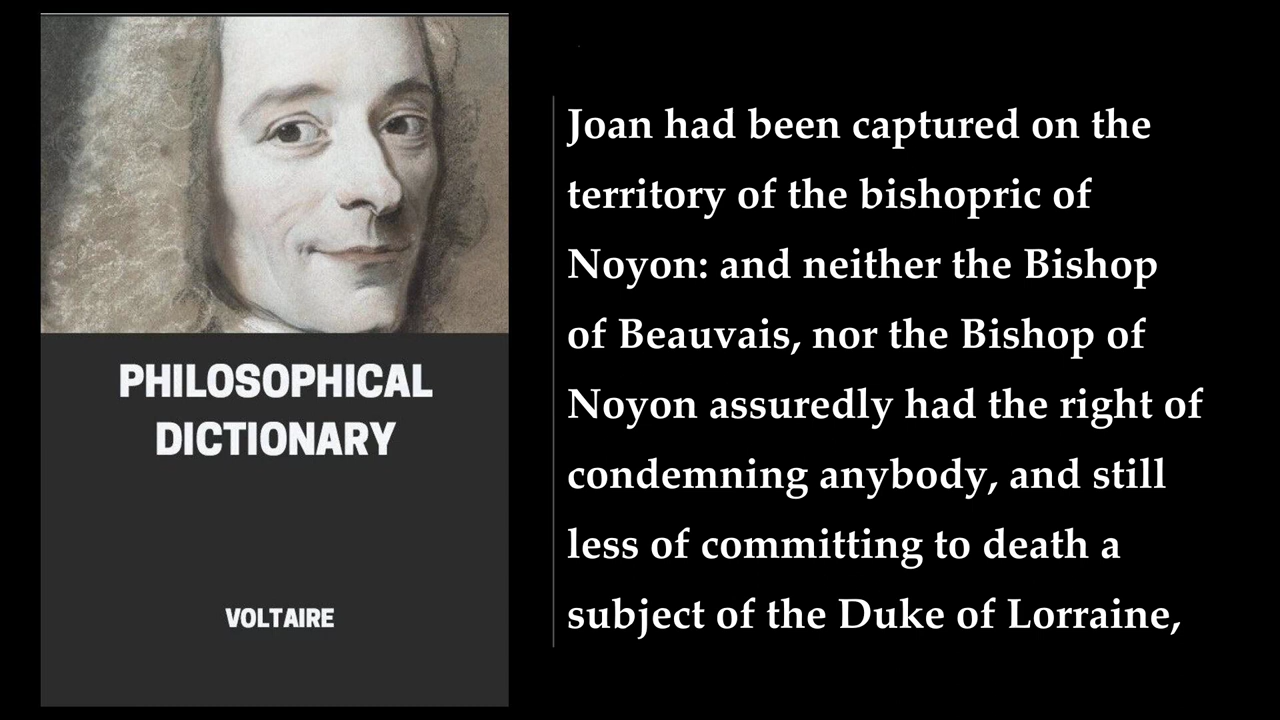 PHILOSOPHICAL
DICTIONARY
VOLTAIRE
Joan had been captured on the
territory of the bishopric of
Noyon: and neither the Bishop
of Beauvais, nor the Bishop of
Noyon assuredly had the right of
condemning anybody, and still
less of committing to death a
subject of the Duke of Lorraine,